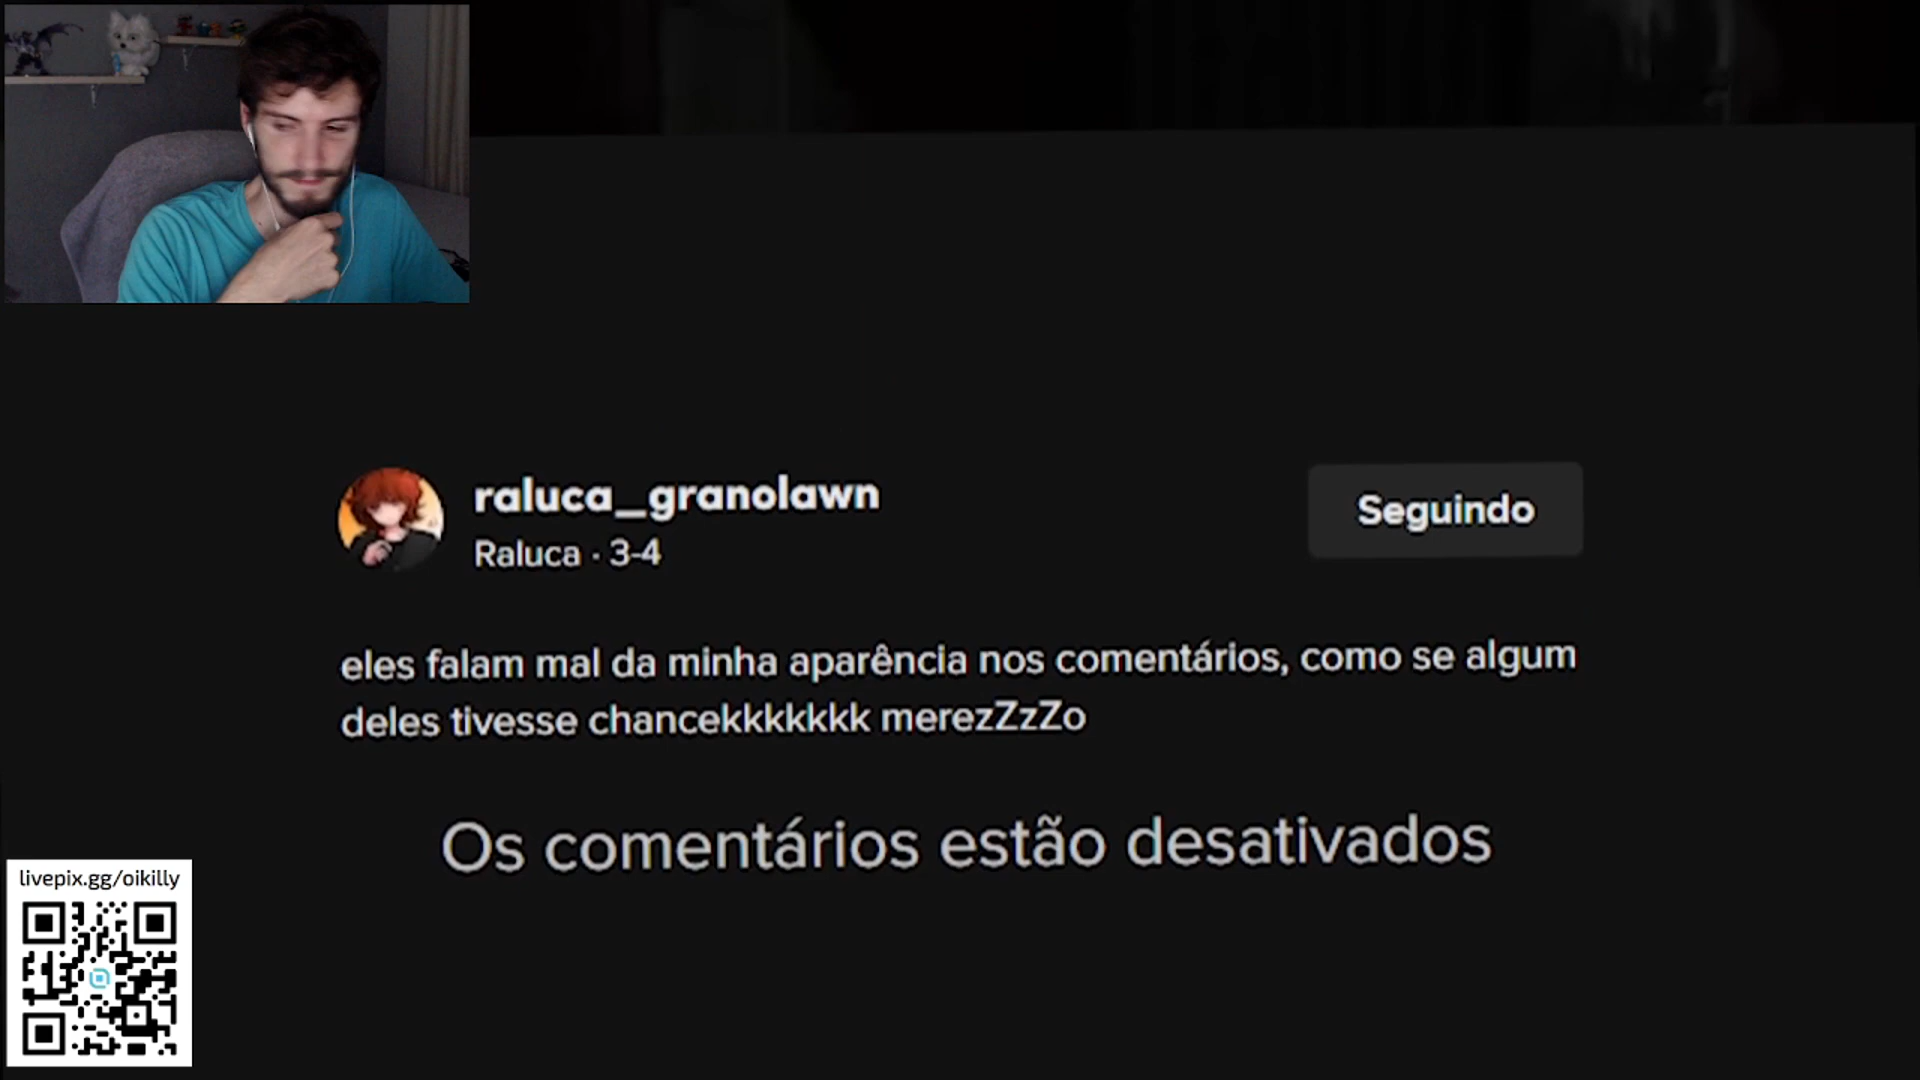 raluca_granolawn
Raluca · 3-4
Seguindo
eles falam mal da minha aparência nos comentários, como se algum
deles tivesse chancekkkkkkk merezZzZo
Os comentários estão desativados
livepix.gg/oikilly